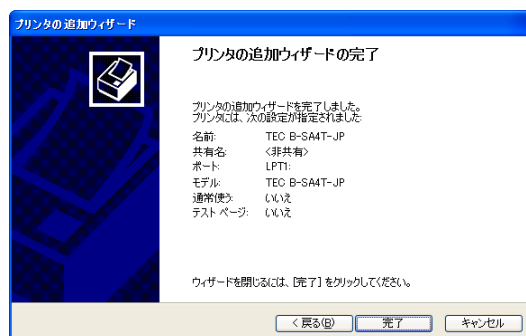 プリンタの追加ウィザード
プリンタの追加ウィザードの完了
プリンタの追加ウィザードを完了しました。
プリンタには、次の設定が指定されました:
名前: TEC B-SA4T-JP
共有名: <非共有>
ポート: LPT1:
モデル: TEC B-SA4T-JP
通常使う: いいえ
テスト ページ: いいえ
ウィザードを閉じるには、[完了] をクリックしてください。
< 戻る(B) 完了 キャンセル